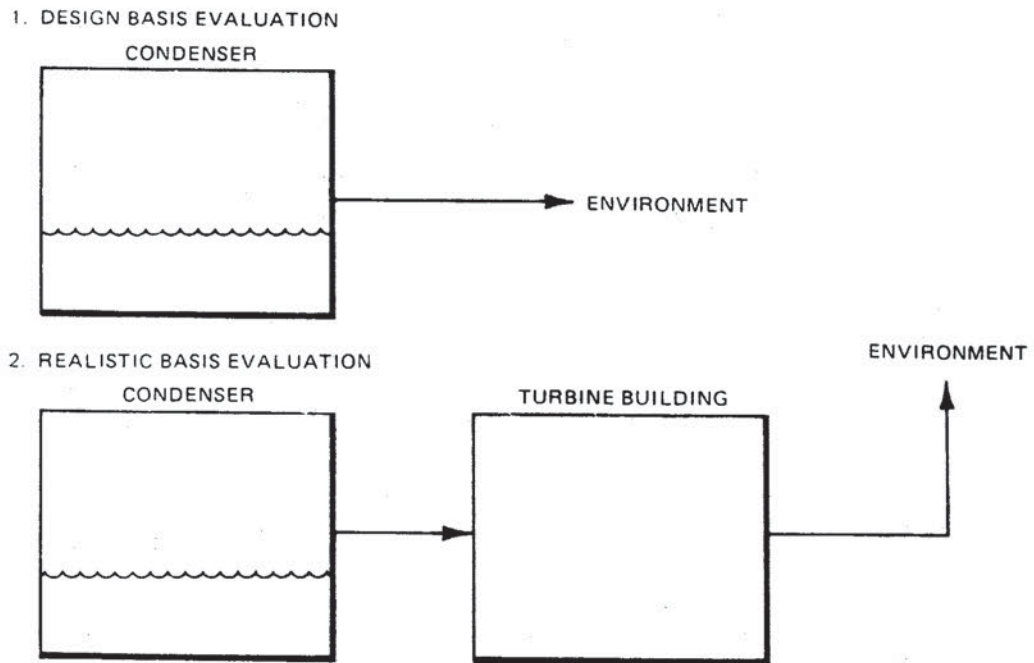 1. DESIGN BASIS EVALUATION
CONDENSER
ENVIRONMENT
2. REALISTIC BASIS EVALUATION
ENVIRONMENT
CONDENSER
TURBINE BUILDING